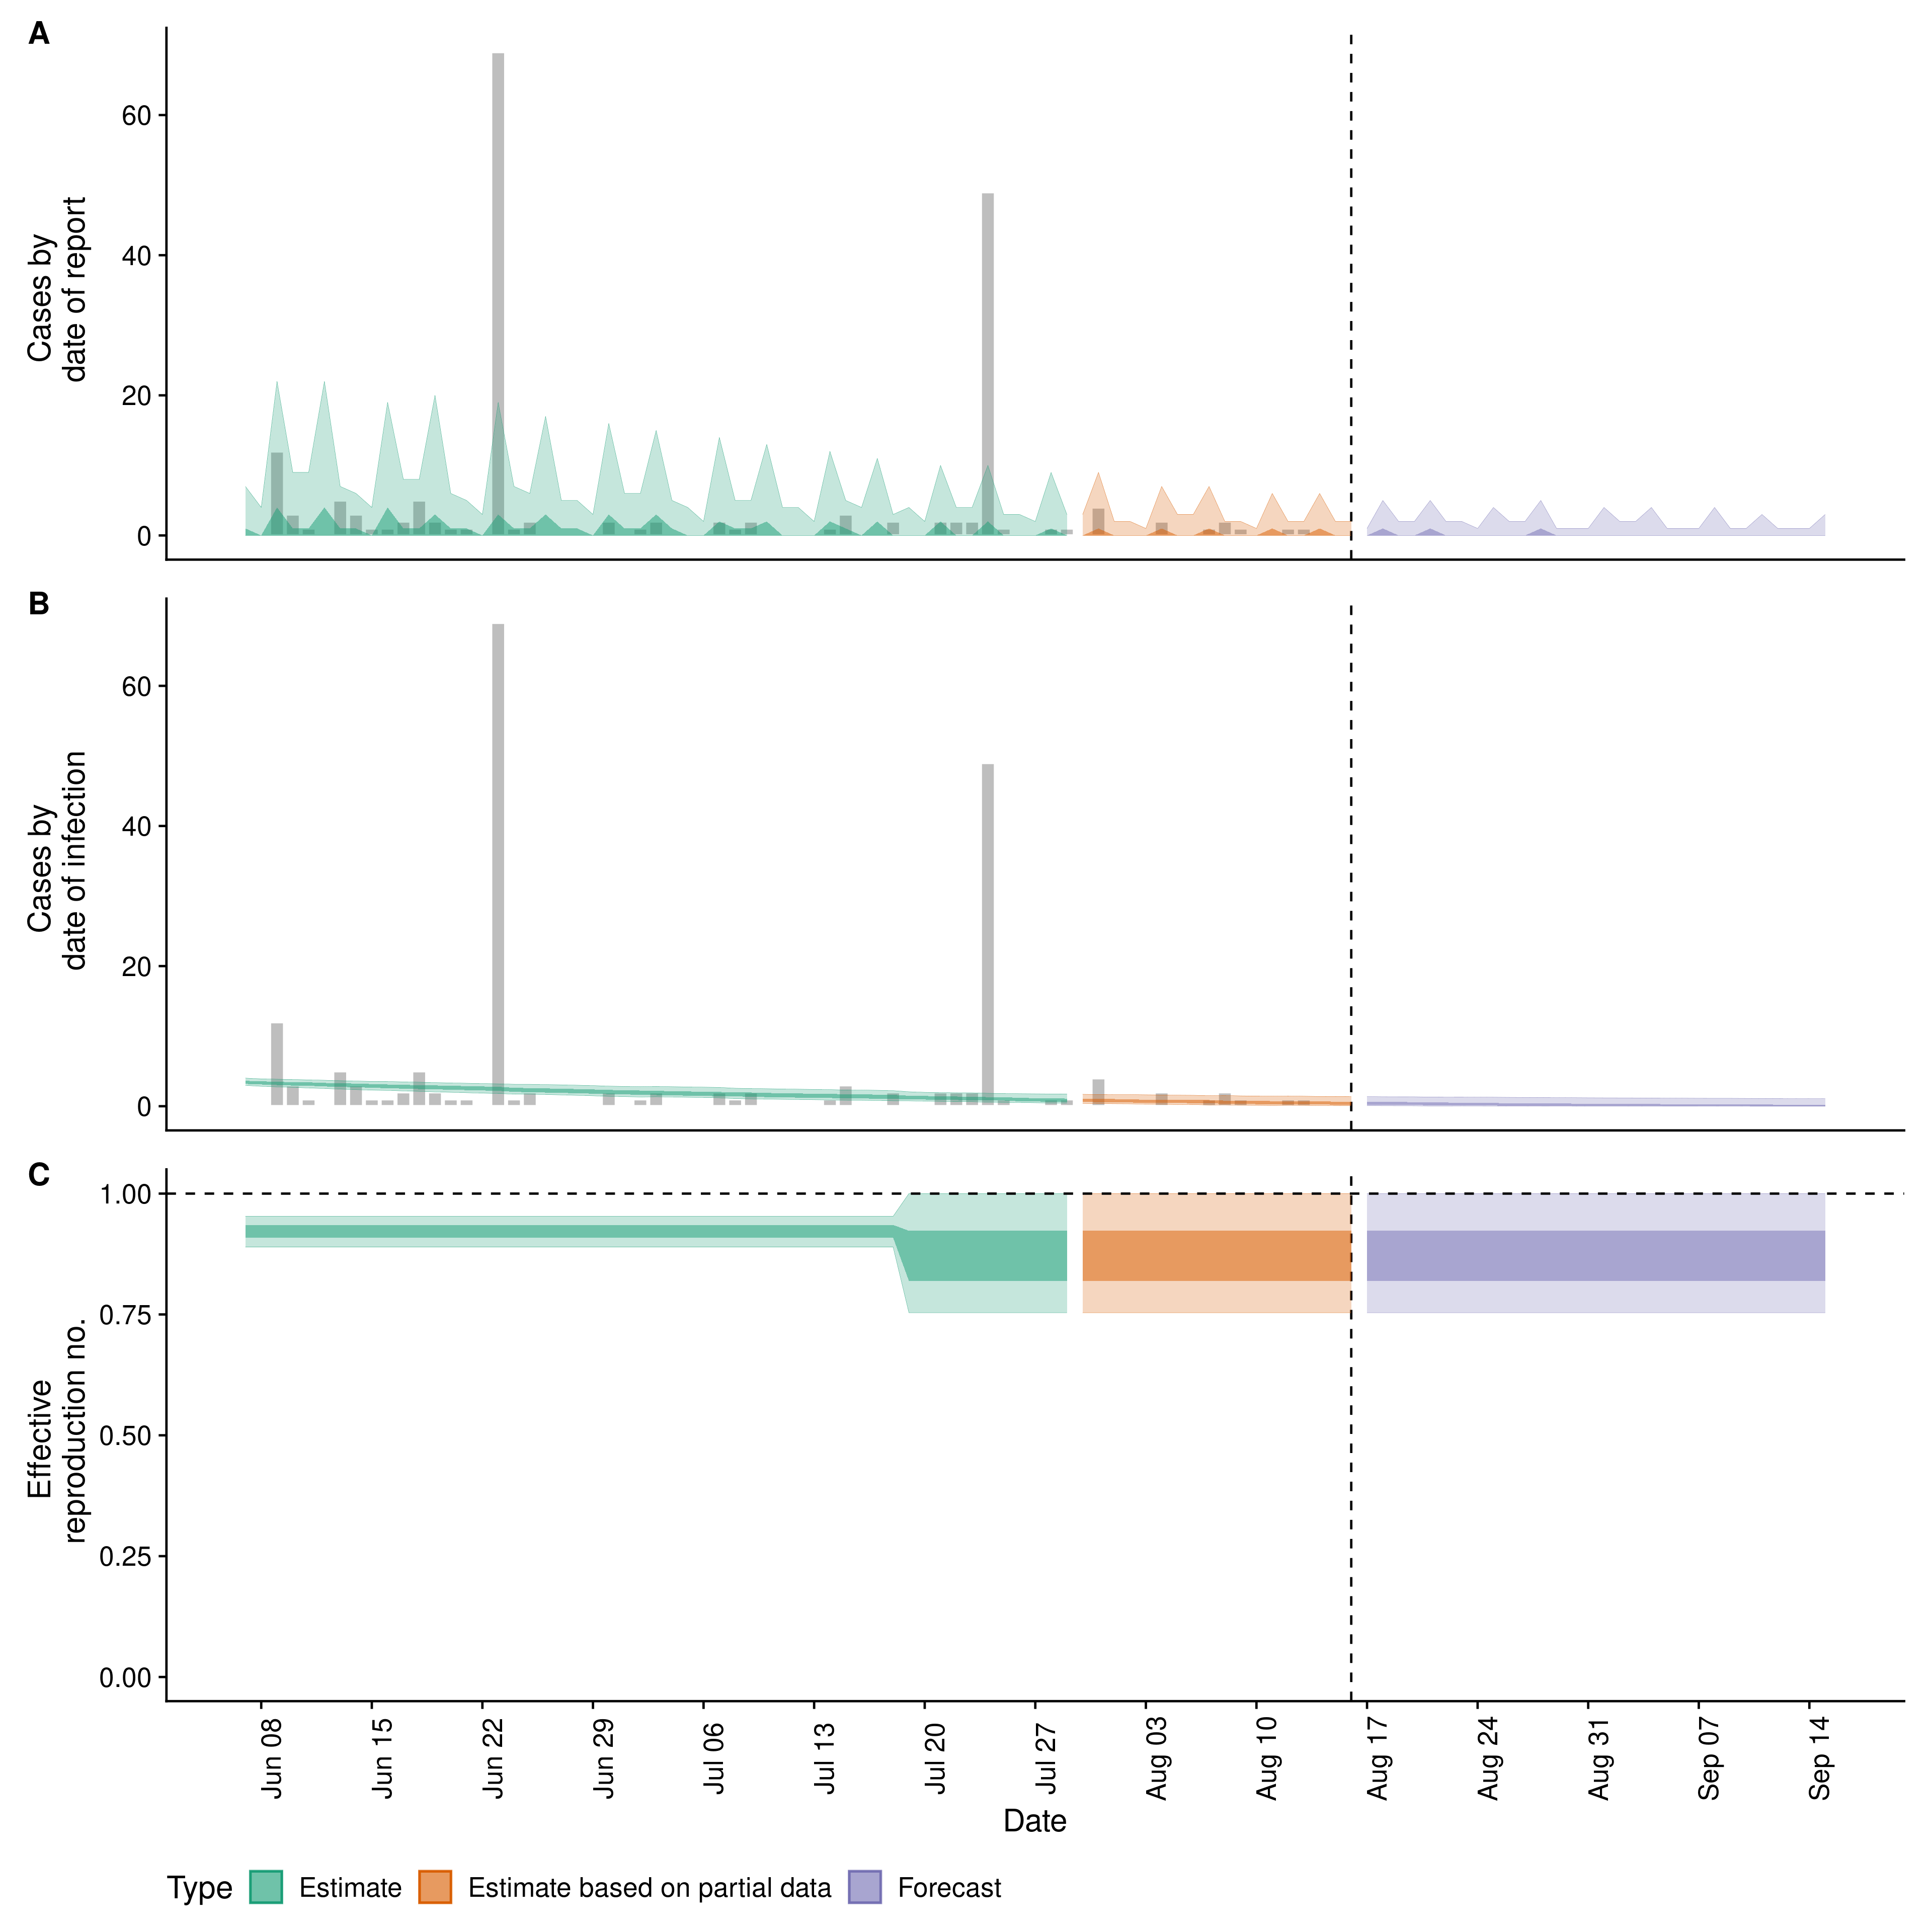 A
Cases by
date of report
60
40
20
0
B
Cases by
date of infection
60
40
20
0
C
Effective
reproduction no.
1.00
0.75
0.50
0.25
0.00
Jun 08
Jun 15
Jun 22
Jun 29
Jul 06
Jul 13
Jul 20
Jul 27
Aug 03
Aug 10
Aug 17
Aug 24
Aug 31
Sep 07
Sep 14
Date
Type Estimate Estimate based on partial data Forecast